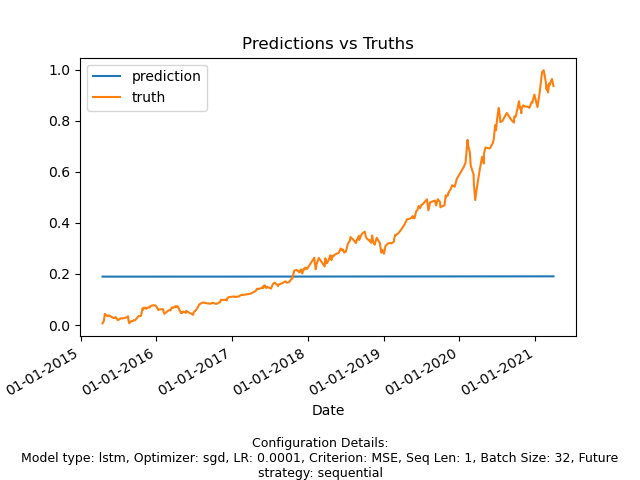 Predictions vs Truths
prediction
truth
1.0
0.8
0.6
0.4
0.2
0.0
01-01-2015
01-01-2016
01-01-2017
01-01-2018
01-01-2019
01-01-2020
01-01-2021
Date
Configuration Details:
Model type: lstm, Optimizer: sgd, LR: 0.0001, Criterion: MSE, Seq Len: 1, Batch Size: 32, Future
strategy: sequential